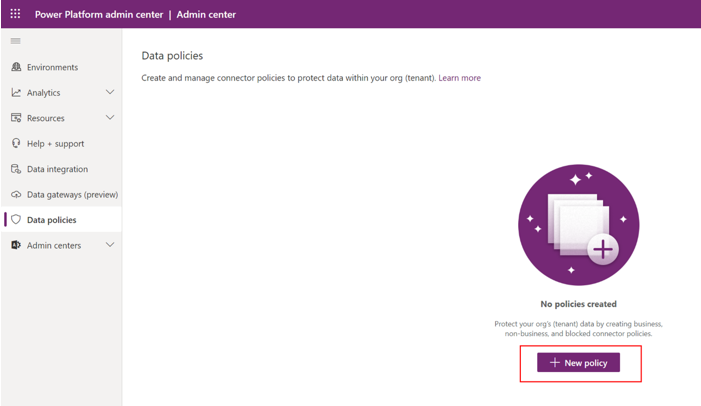 Power Platform admin center | Admin center
Data policies
Create and manage connector policies to protect data within your org (tenant). Learn more
Environments
Analytics
Resources
Help + support
Data integration
Data gateways (preview)
Data policies
Admin centers
No policies created
Protect your org's (tenant) data by creating business,
non-business, and blocked connector policies.
New policy